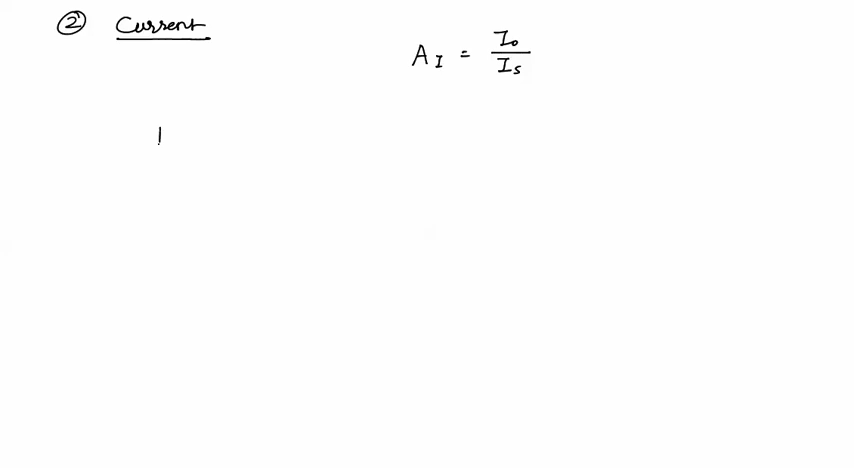 ② Current
A_I = I_o / I_s